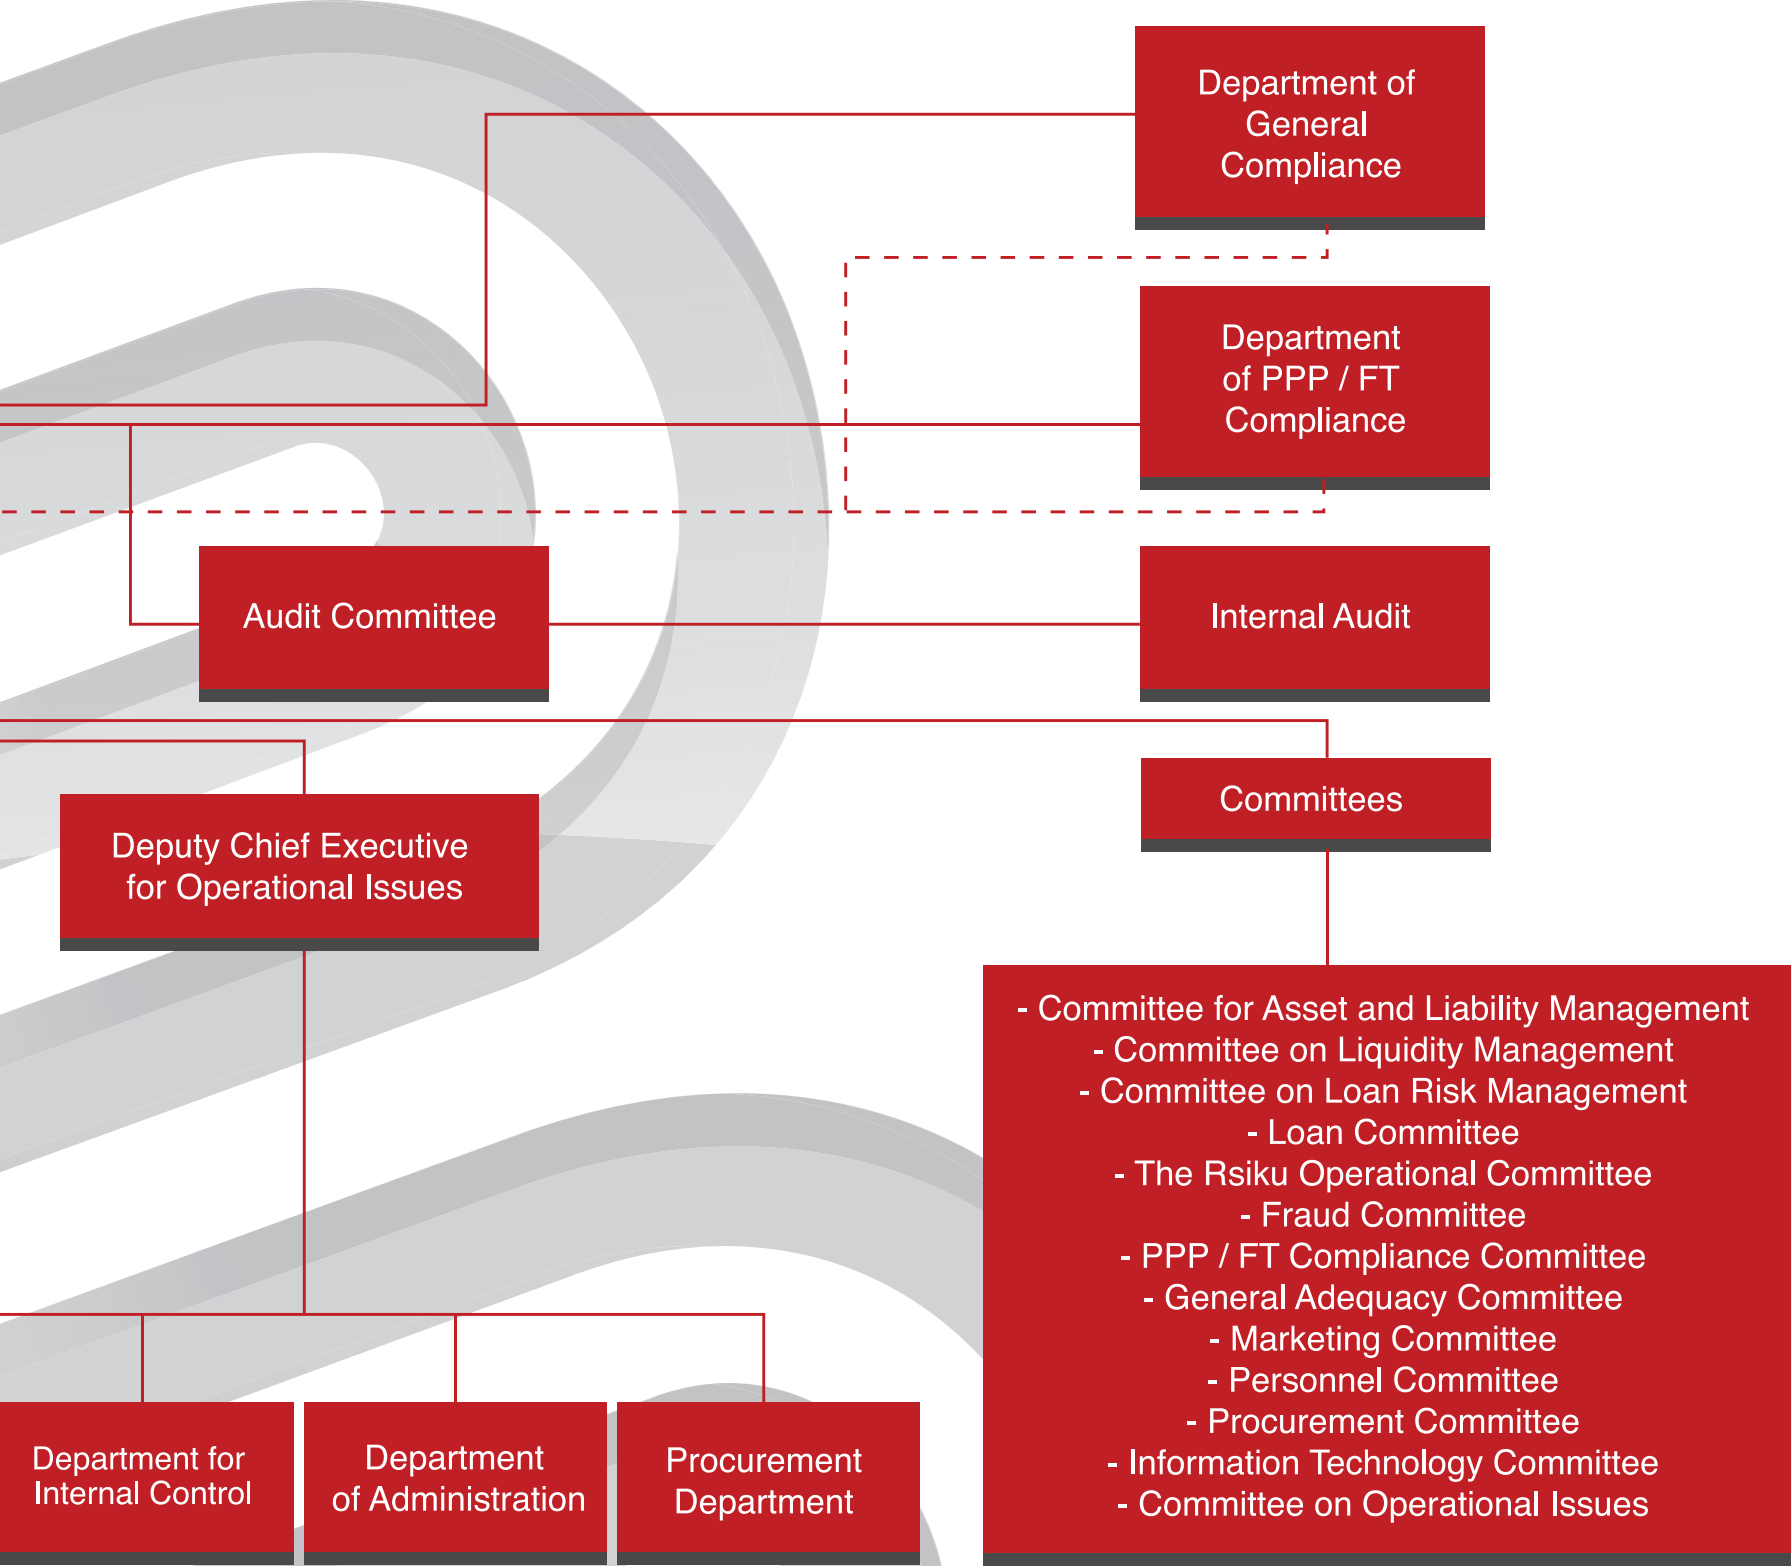 Department of
General
Compliance
Department
of PPP / FT
Compliance
Audit Committee
Internal Audit
Committees
Deputy Chief Executive
for Operational Issues
- Committee for Asset and Liability Management
- Committee on Liquidity Management
- Committee on Loan Risk Management
- Loan Committee
- The Rsiku Operational Committee
- Fraud Committee
- PPP / FT Compliance Committee
- General Adequacy Committee
- Marketing Committee
- Personnel Committee
- Procurement Committee
- Information Technology Committee
- Committee on Operational Issues
Department for
Internal Control
Department
of Administration
Procurement
Department